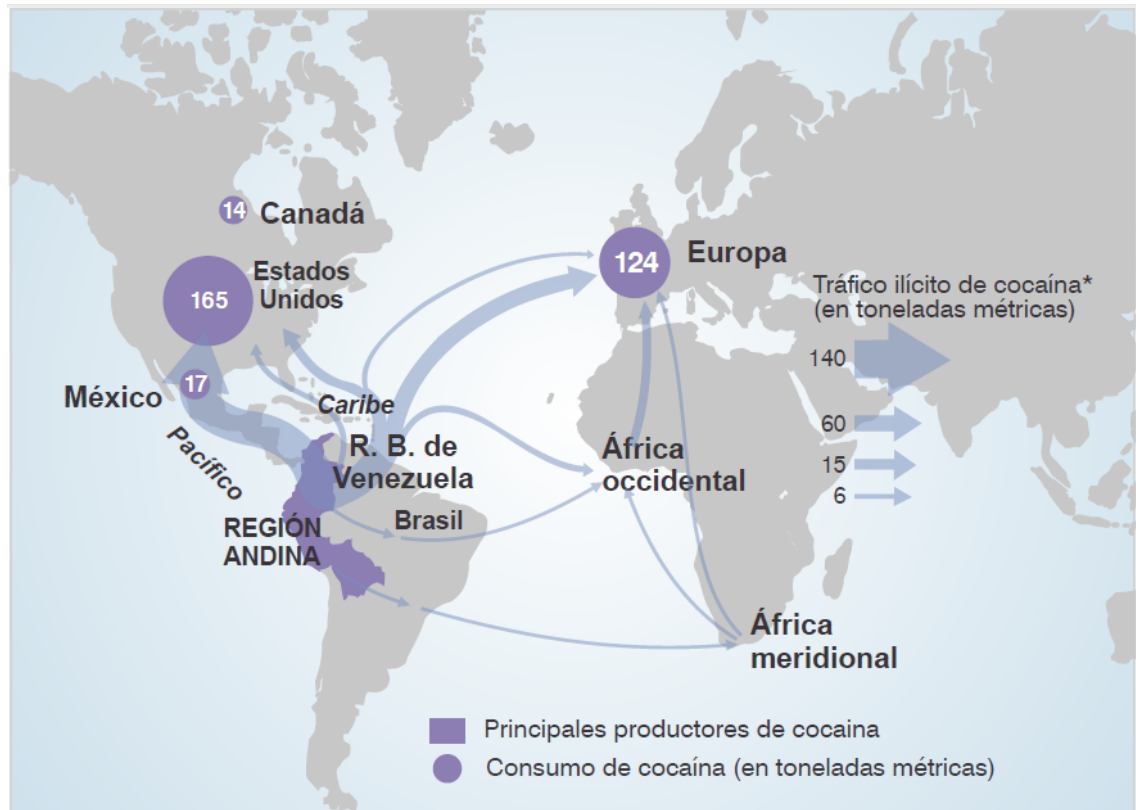 14
Canadá
165
Estados
Unidos
124
Europa
Tráfico ilícito de cocaína*
(en toneladas métricas)
140
60
15
6
17
México
Caribe
Pacífico
R. B. de
Venezuela
África
occidental
Brasil
REGIÓN
ANDINA
África
meridional
Principales productores de cocaina
Consumo de cocaína (en toneladas métricas)